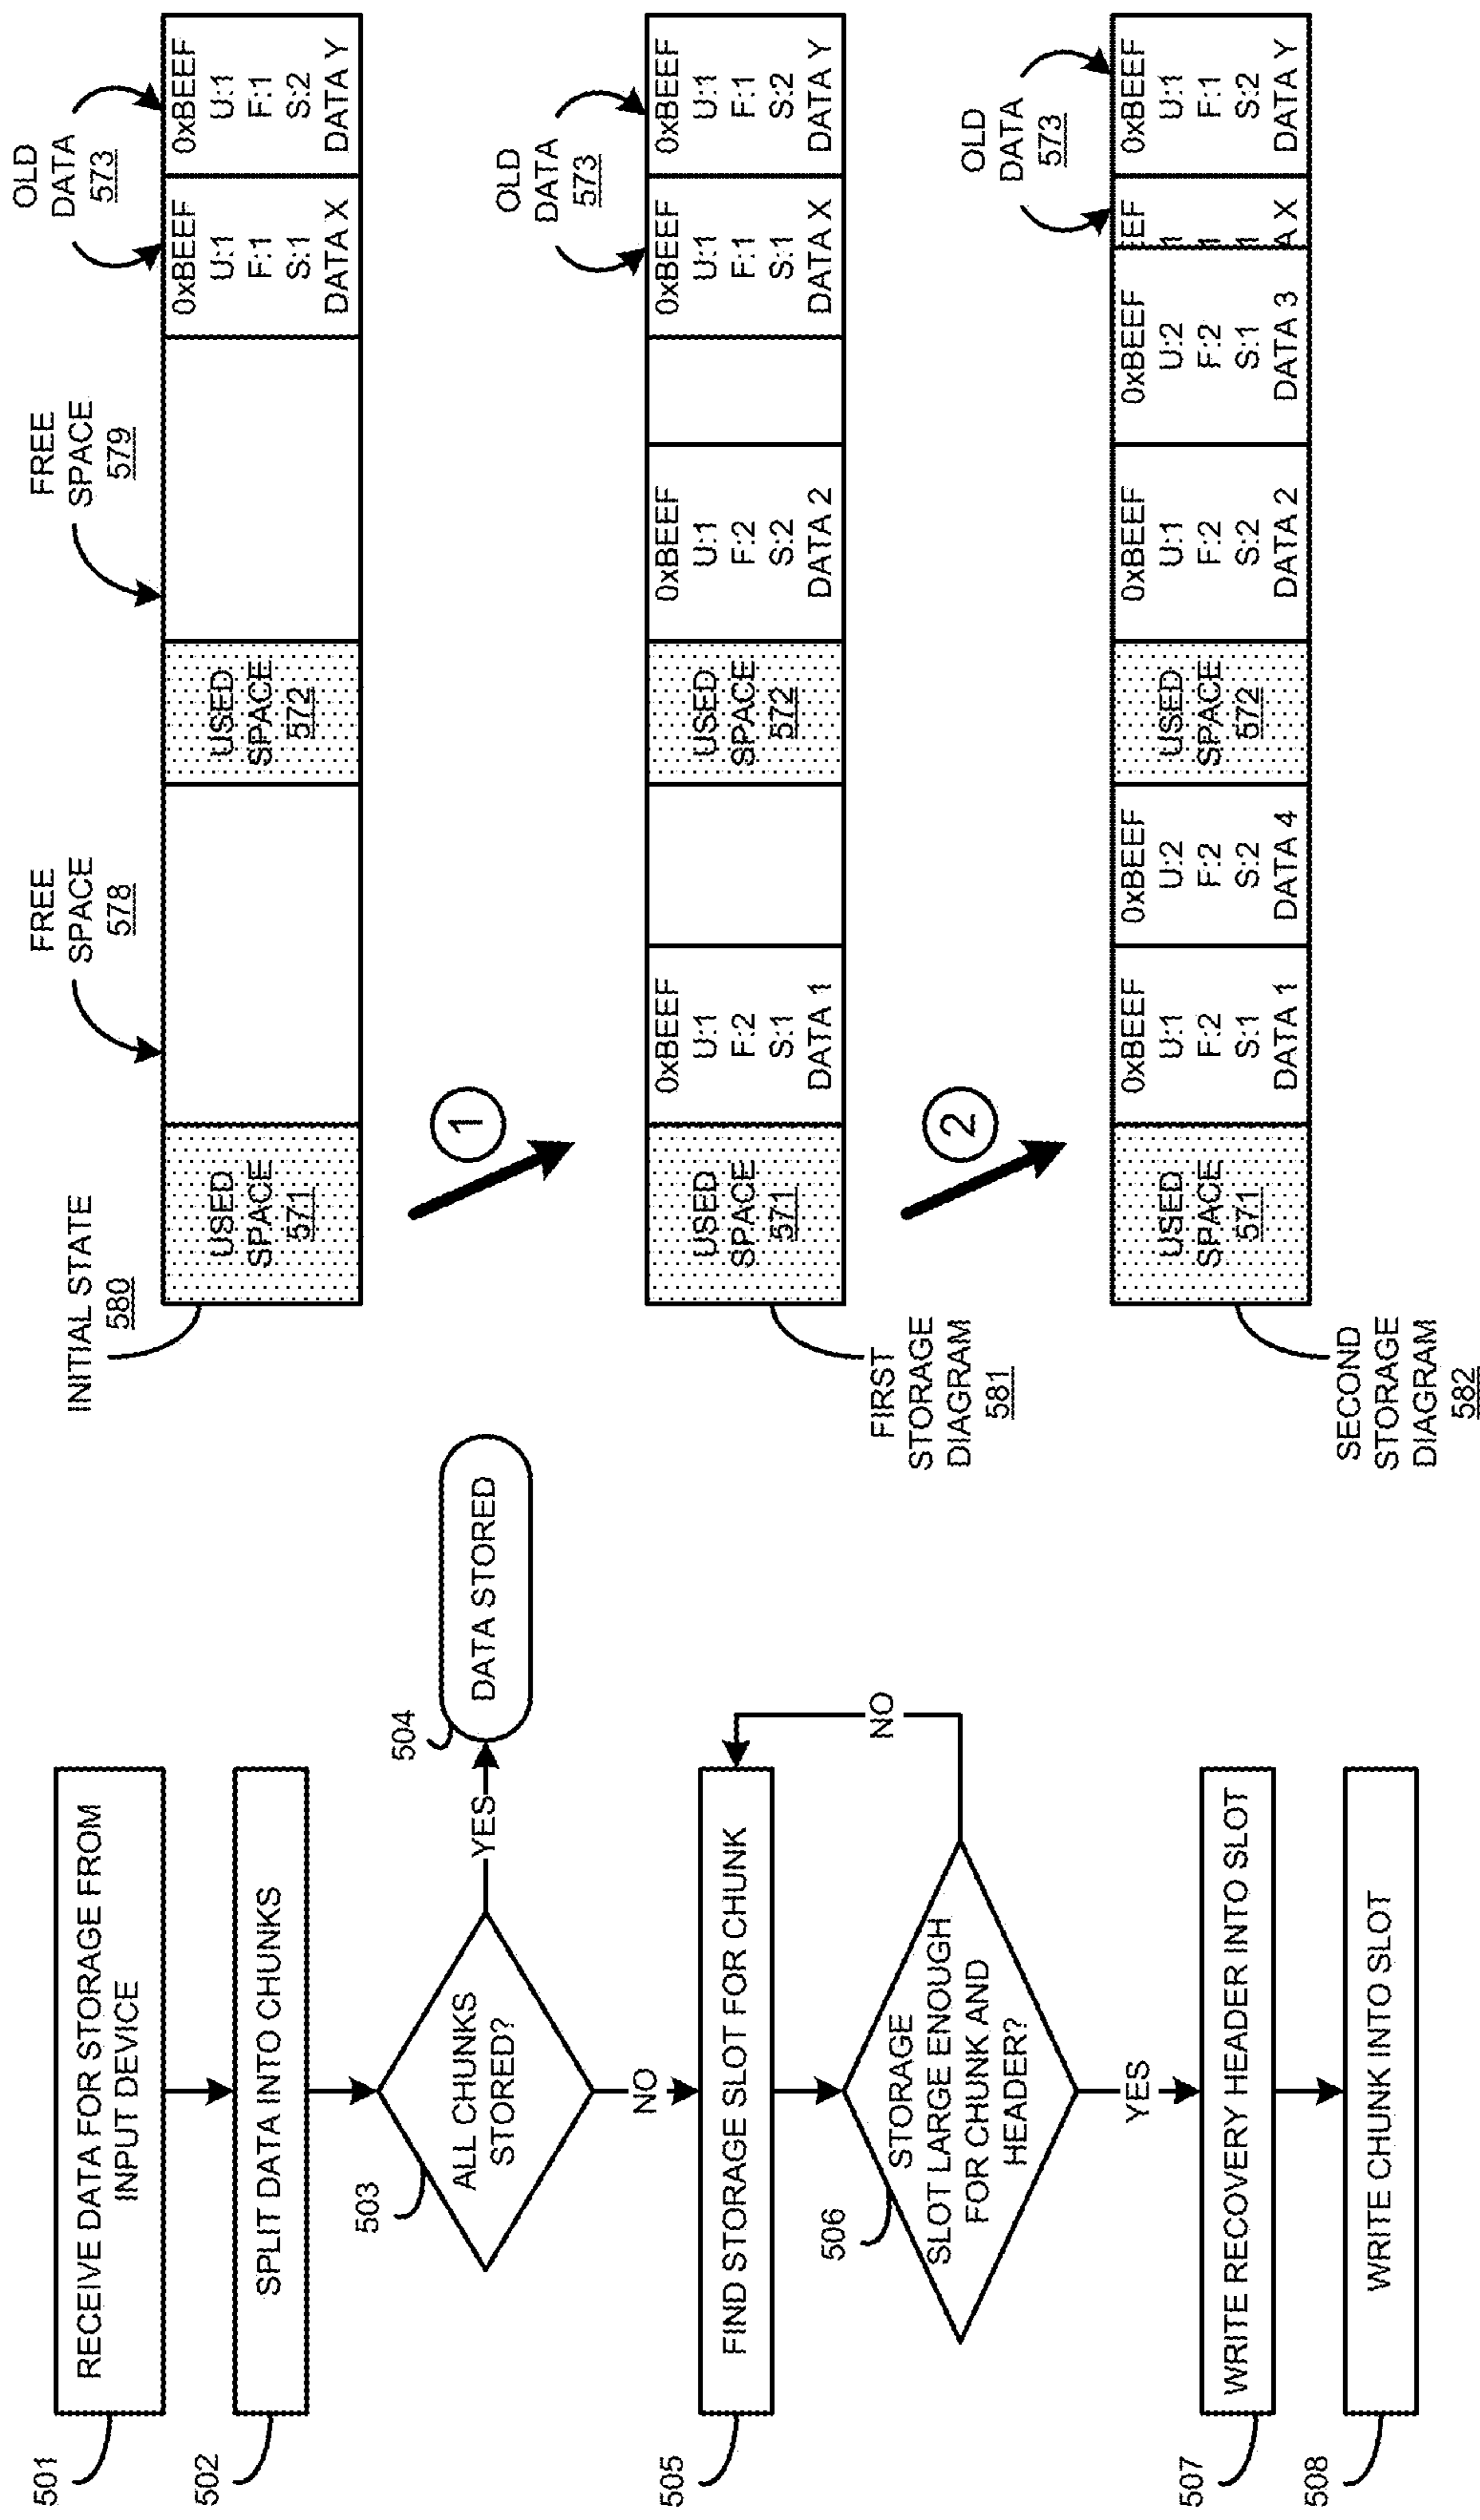 501
RECEIVE DATA FOR STORAGE FROM
INPUT DEVICE
502
SPLIT DATA INTO CHUNKS
503
ALL CHUNKS
STORED?
YES
504
DATA STORED
NO
505
FIND STORAGE SLOT FOR CHUNK
506
STORAGE
SLOT LARGE ENOUGH
FOR CHUNK AND
HEADER?
NO
YES
507
WRITE RECOVERY HEADER INTO SLOT
508
WRITE CHUNK INTO SLOT
INITIAL STATE
580
FREE
SPACE
578
FREE
SPACE
579
OLD
DATA
573
USED
SPACE
571
USED
SPACE
572
0xBEEF
U:1
F:1
S:1
DATA X
0xBEEF
U:1
F:1
S:2
DATA Y
1
OLD
DATA
573
FIRST
STORAGE
DIAGRAM
581
USED
SPACE
571
0xBEEF
U:1
F:2
S:1
DATA 1
USED
SPACE
572
0xBEEF
U:1
F:2
S:2
DATA 2
0xBEEF
U:1
F:1
S:1
DATA X
0xBEEF
U:1
F:1
S:2
DATA Y
2
OLD
DATA
573
SECOND
STORAGE
DIAGRAM
582
USED
SPACE
571
0xBEEF
U:1
F:2
S:1
DATA 1
0xBEEF
U:2
F:2
S:2
DATA 4
USED
SPACE
572
0xBEEF
U:1
F:2
S:2
DATA 2
0xBEEF
U:2
F:2
S:1
DATA 3
EEF
1
1
1
A X
0xBEEF
U:1
F:1
S:2
DATA Y